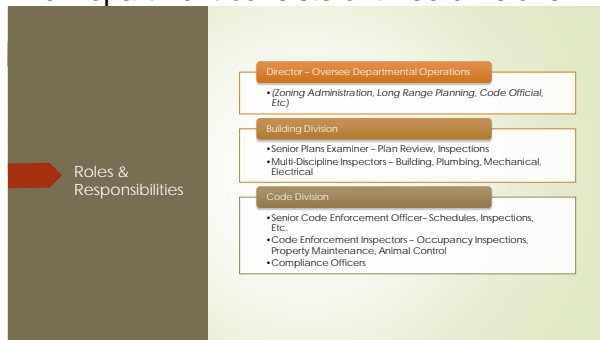 Roles &
Responsibilities
Director – Oversee Departmental Operations
•(Zoning Administration, Long Range Planning, Code Official,
Etc)
Building Division
•Senior Plans Examiner – Plan Review, Inspections
•Multi-Discipline Inspectors – Building, Plumbing, Mechanical,
Electrical
Code Division
•Senior Code Enforcement Officer– Schedules, Inspections,
Etc.
•Code Enforcement Inspectors – Occupancy Inspections,
Property Maintenance, Animal Control
•Compliance Officers